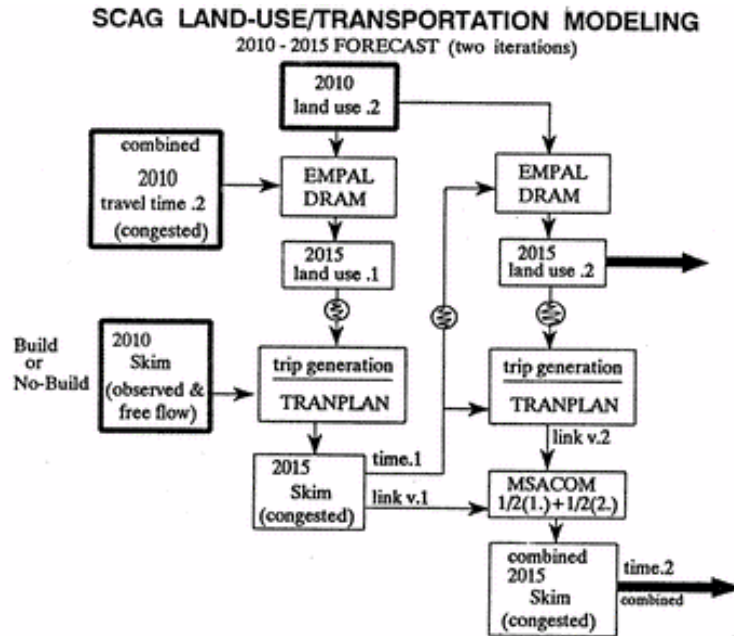 SCAG LAND-USE/TRANSPORTATION MODELING
2010 - 2015 FORECAST (two iterations)
2010
land use .2
combined
2010
travel time .2
(congested)
EMPAL
DRAM
EMPAL
DRAM
2015
land use .1
2015
land use .2
Build
or
No-Build
2010
Skim
(observed &
free flow)
trip generation
TRANPLAN
trip generation
TRANPLAN
2015
Skim
(congested)
time.1
link v.1
link v.2
MSACOM
1/2(1.)+1/2(2.)
combined
2015
Skim
(congested)
time.2
combined